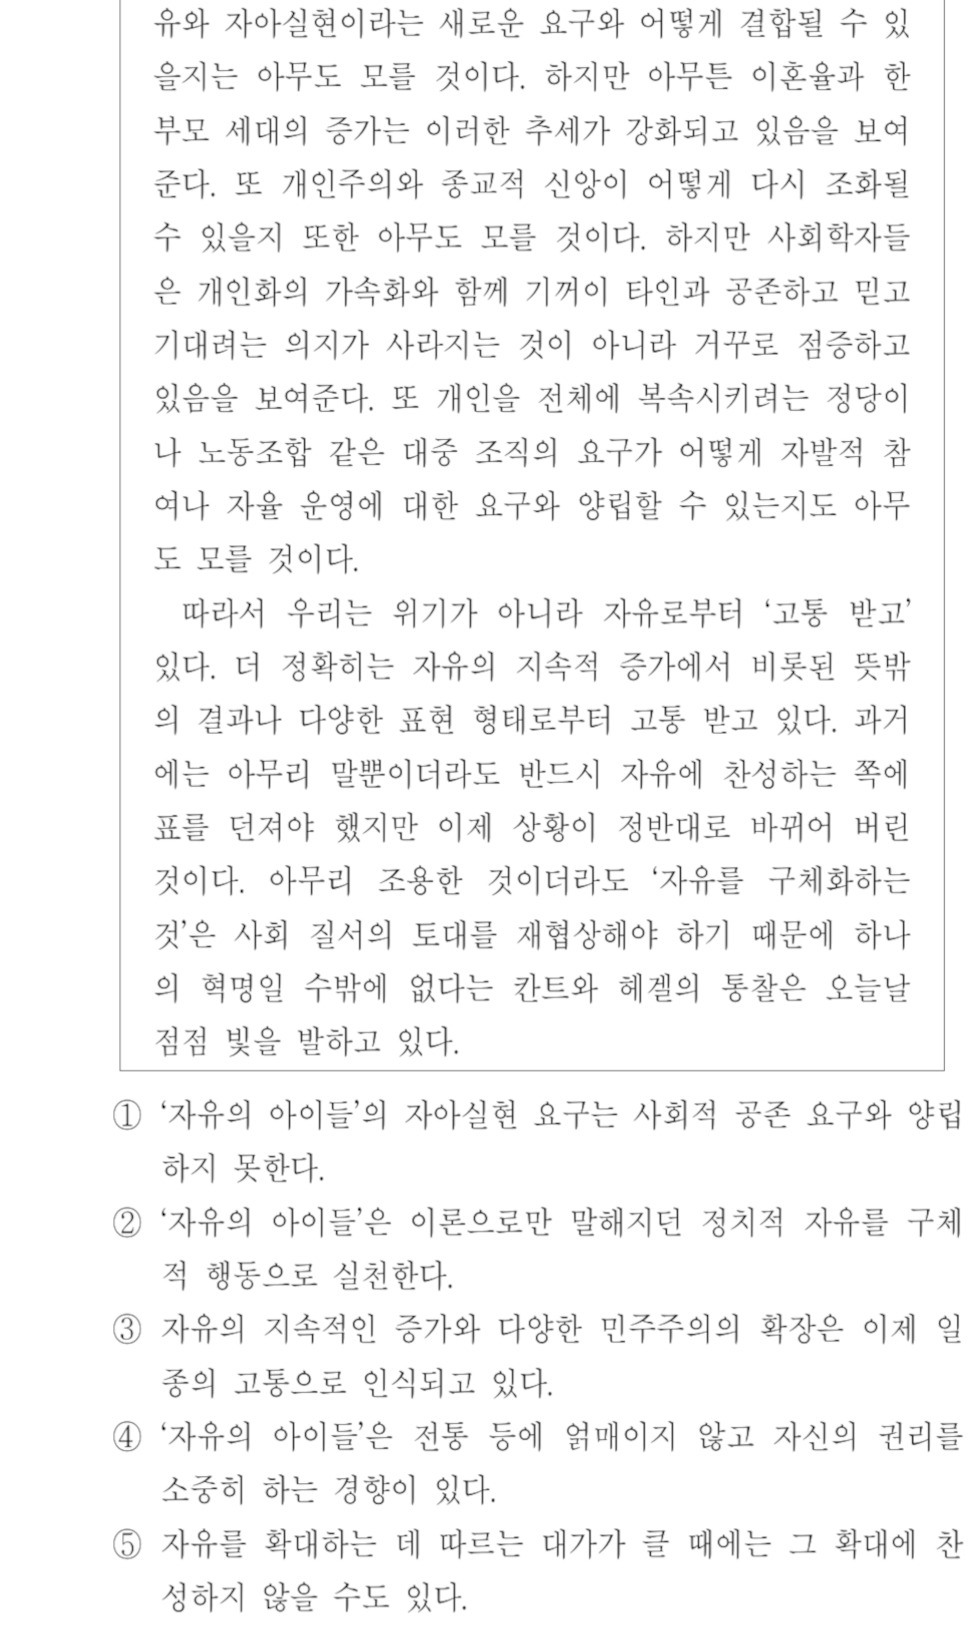 유와 자아실현이라는 새로운 요구와 어떻게 결합될 수 있
을지는 아무도 모를 것이다. 하지만 아무튼 이혼율과 한
부모 세대의 증가는 이러한 추세가 강화되고 있음을 보여
준다. 또 개인주의와 종교적 신앙이 어떻게 다시 조화될
수 있을지 또한 아무도 모를 것이다. 하지만 사회학자들
은 개인화의 가속화와 함께 기꺼이 타인과 공존하고 믿고
기대려는 의지가 사라지는 것이 아니라 거꾸로 점증하고
있음을 보여준다. 또 개인을 전체에 복속시키려는 정당이
나 노동조합 같은 대중 조직의 요구가 어떻게 자발적 참
여나 자율 운영에 대한 요구와 양립할 수 있는지도 아무
도 모를 것이다.
따라서 우리는 위기가 아니라 자유로부터 ‘고통 받고’
있다. 더 정확히는 자유의 지속적 증가에서 비롯된 뜻밖
의 결과나 다양한 표현 형태로부터 고통 받고 있다. 과거
에는 아무리 말뿐이더라도 반드시 자유에 찬성하는 쪽에
표를 던져야 했지만 이제 상황이 정반대로 바뀌어 버린
것이다. 아무리 조용한 것이더라도 ‘자유를 구체화하는
것’은 사회 질서의 토대를 재협상해야 하기 때문에 하나
의 혁명일 수밖에 없다는 칸트와 헤겔의 통찰은 오늘날
점점 빛을 발하고 있다.
① ‘자유의 아이들’의 자아실현 요구는 사회적 공존 요구와 양립
하지 못한다.
② ‘자유의 아이들’은 이론으로만 말해지던 정치적 자유를 구체
적 행동으로 실천한다.
③ 자유의 지속적인 증가와 다양한 민주주의의 확장은 이제 일
종의 고통으로 인식되고 있다.
④ ‘자유의 아이들’은 전통 등에 얽매이지 않고 자신의 권리를
소중히 하는 경향이 있다.
⑤ 자유를 확대하는 데 따르는 대가가 클 때에는 그 확대에 찬
성하지 않을 수도 있다.